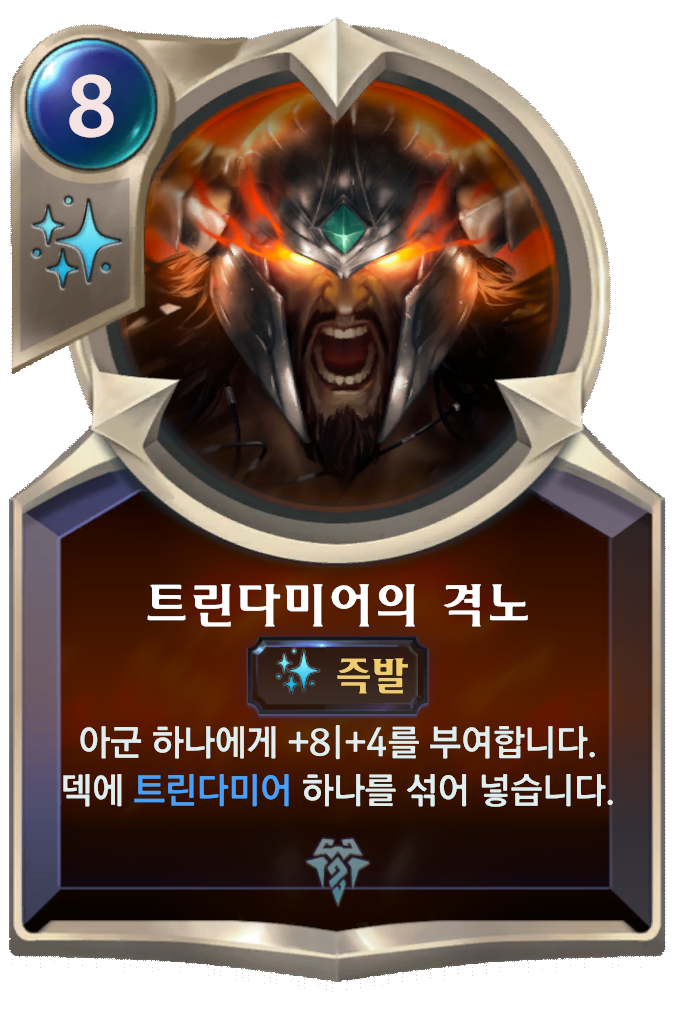 8
트린다미어의 격노
즉발
아군 하나에게 +8|+4를 부여합니다.
덱에 트린다미어 하나를 섞어 넣습니다.